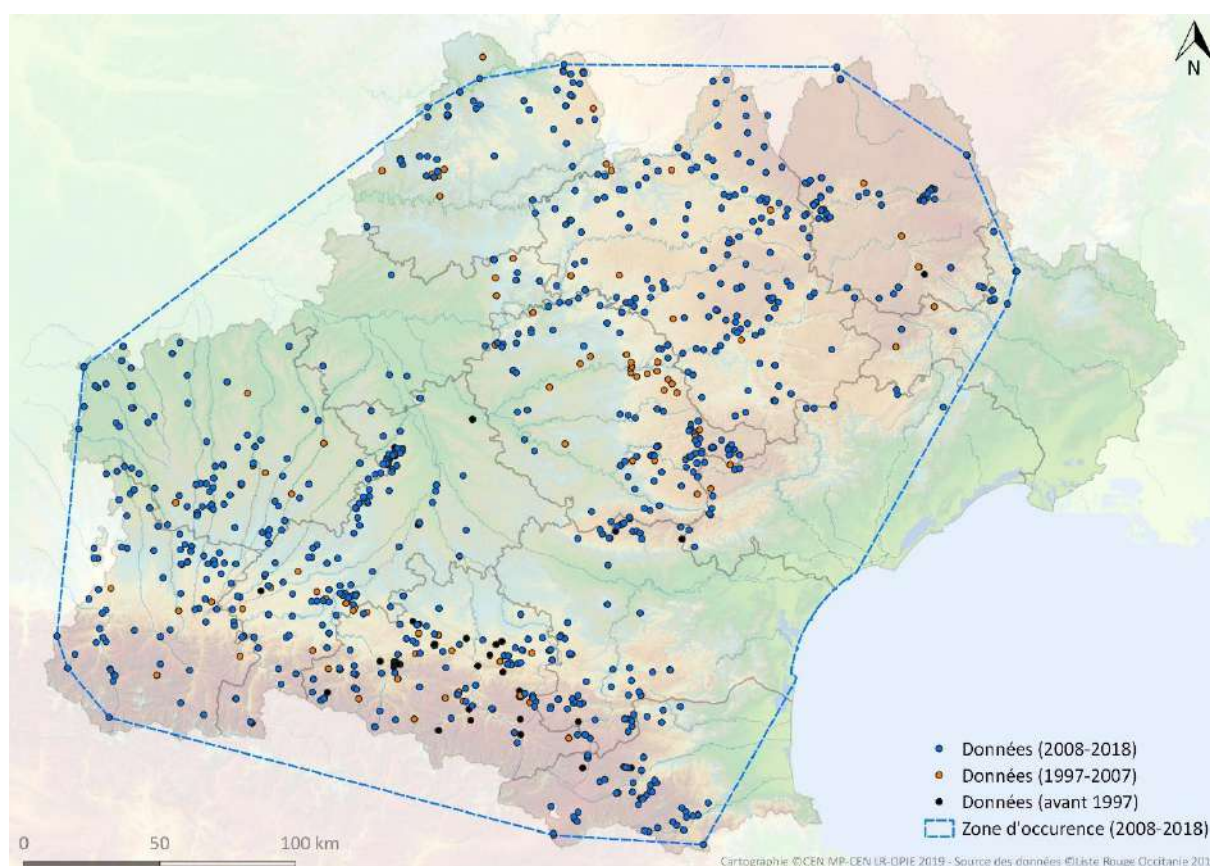 N
Données (2008-2018)
Données (1997-2007)
Données (avant 1997)
Zone d'occurence (2008-2018)
0 50 100 km
Cartographie ©CEN MP-CEN LR-OPIE 2019 - Source des données ©Liste Rouge Occitanie 201